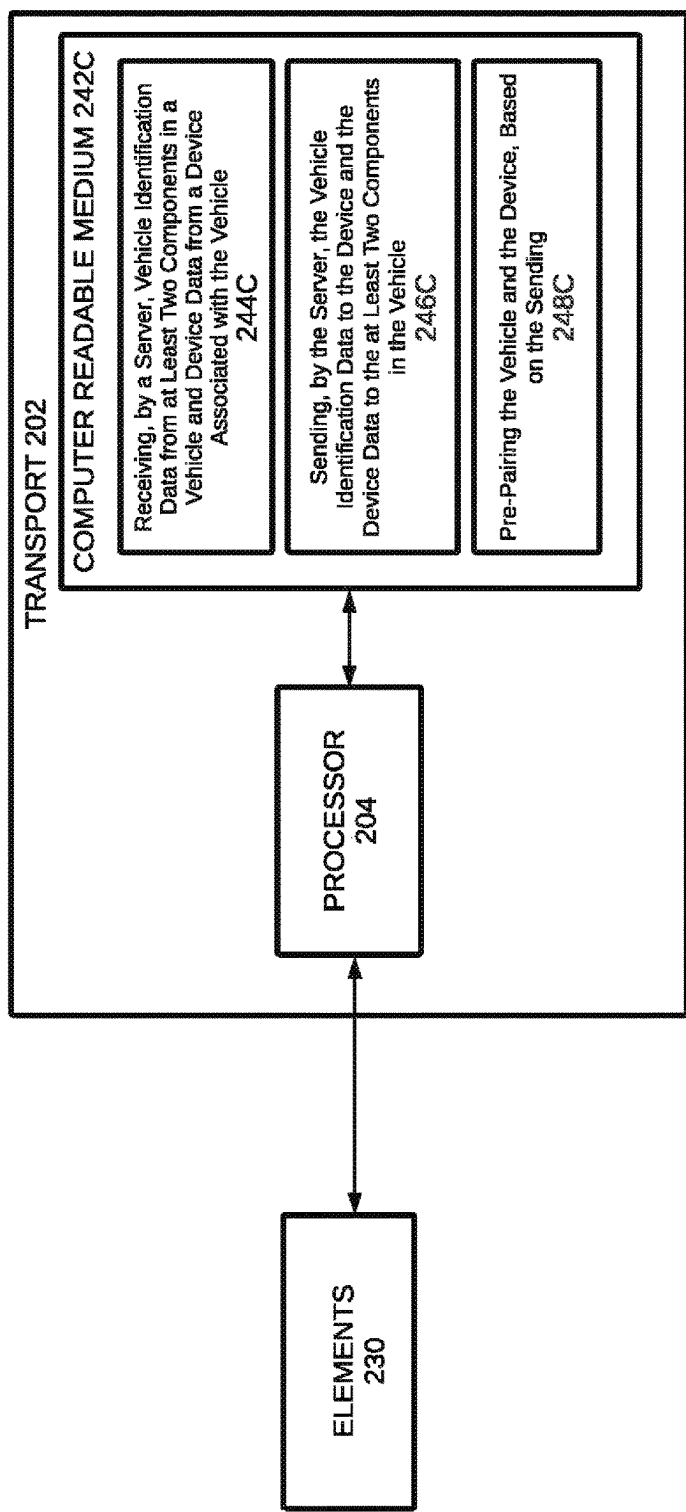 TRANSPORT 202
COMPUTER READABLE MEDIUM 242C
Receiving, by a Server, Vehicle Identification
Data from at Least Two Components in a
Vehicle and Device Data from a Device
Associated with the Vehicle
244C
Sending, by the Server, the Vehicle
Identification Data to the Device and the
Device Data to the at Least Two Components
in the Vehicle
246C
Pre-Pairing the Vehicle and the Device, Based
on the Sending
248C
PROCESSOR
204
ELEMENTS
230